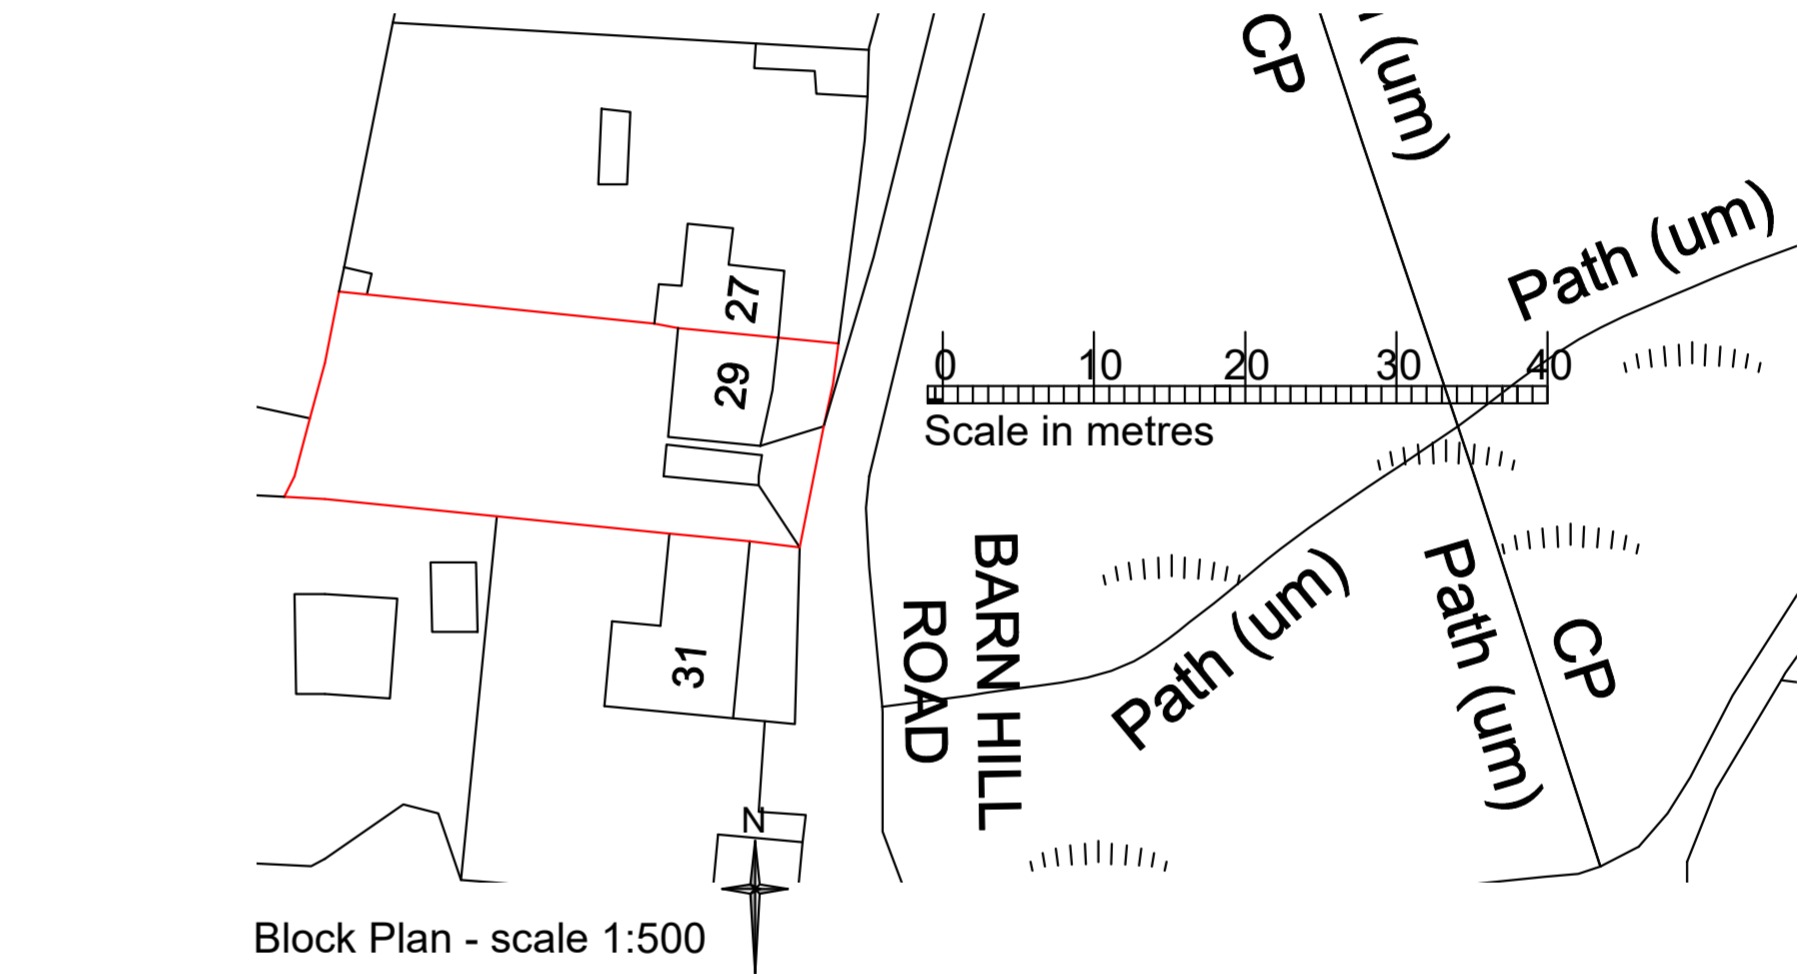 CP
(um)
Path (um)
27
0 10 20 30 40
29
Scale in metres
BARN HILL
ROAD
Path (um)
Path (um)
CP
31
N
Block Plan - scale 1:500